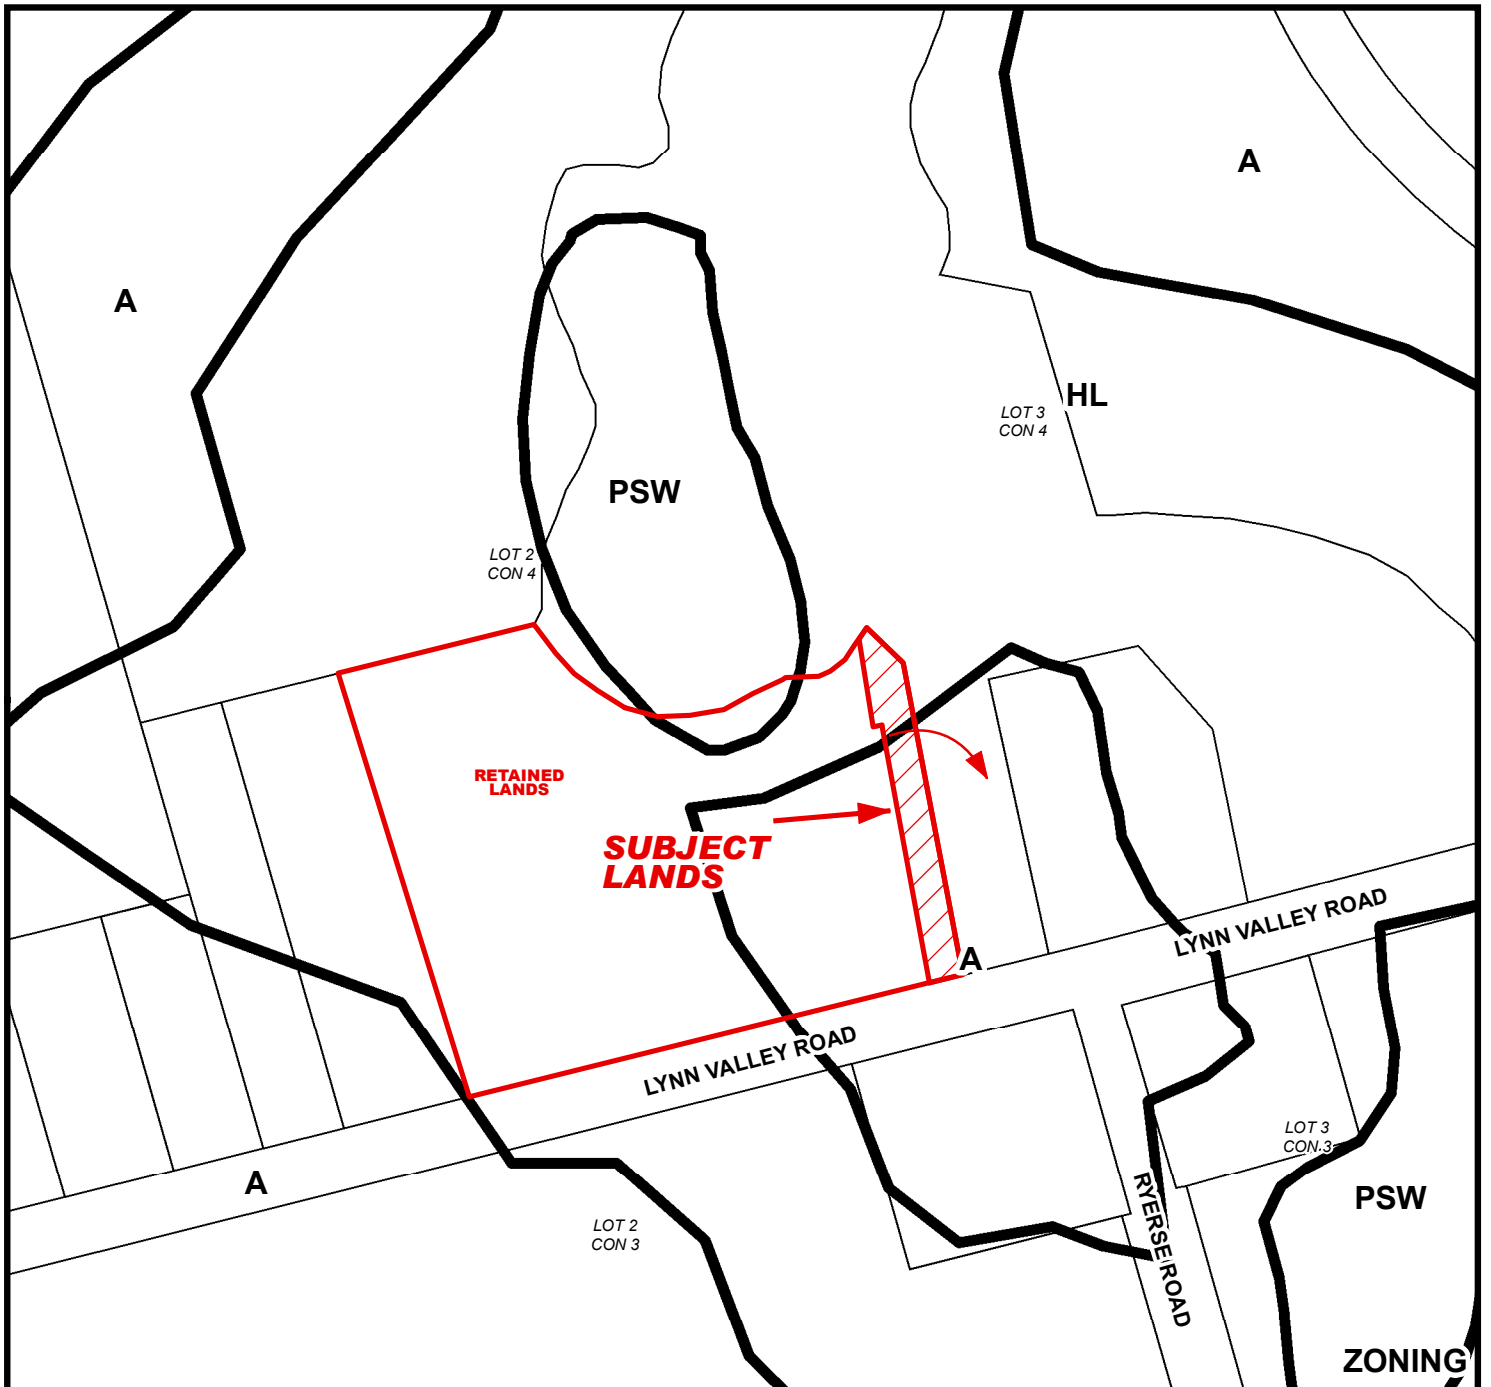 A
A
HL
LOT 3
CON 4
PSW
LOT 2
CON 4
RETAINED
LANDS
SUBJECT
LANDS
A
LYNN VALLEY ROAD
LYNN VALLEY ROAD
LOT 3
CON 3
A
RYERSE ROAD
PSW
LOT 2
CON 3
ZONING